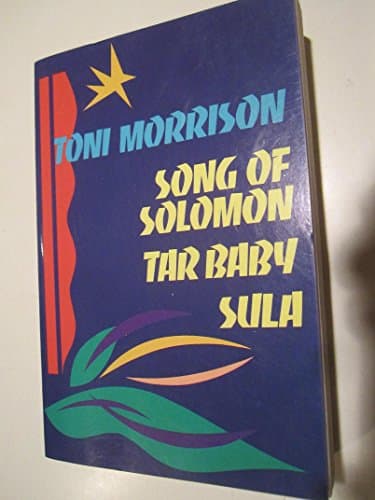 TONI MORRISON
SONG OF
SOLOMON
TAR BABY
SULA